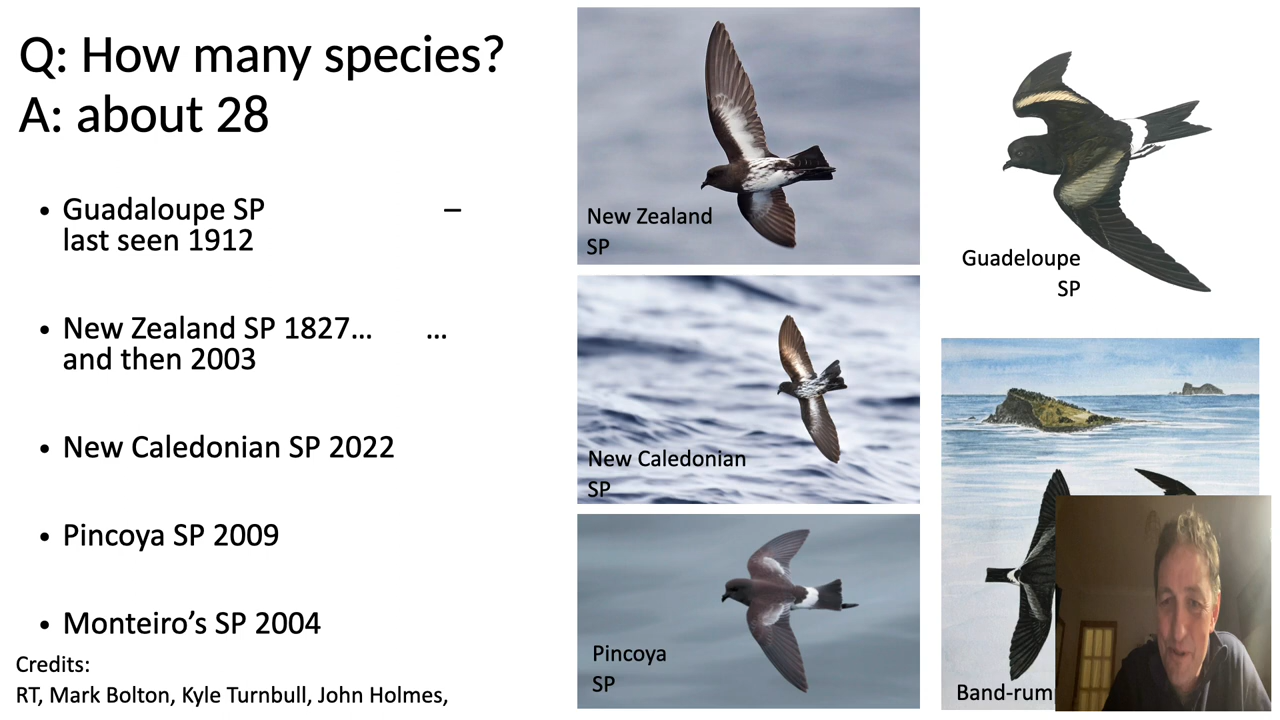 Q: How many species?
A: about 28
• Guadaloupe SP –
last seen 1912
• New Zealand SP 1827... ...
and then 2003
• New Caledonian SP 2022
• Pincoya SP 2009
• Monteiro’s SP 2004
Credits:
RT, Mark Bolton, Kyle Turnbull, John Holmes,
New Zealand
SP
New Caledonian
SP
Pincoya
SP
Guadeloupe
SP
Band-rum